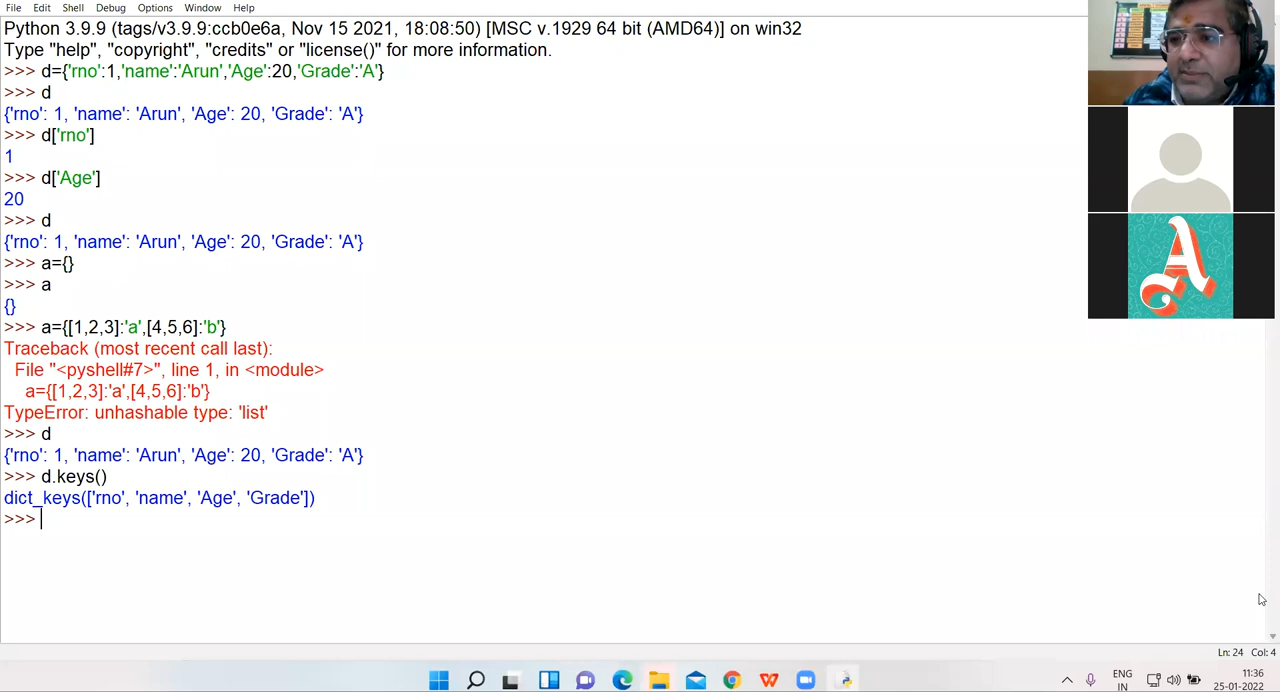 File Edit Shell Debug Options Window Help
Python 3.9.9 (tags/v3.9.9:ccb0e6a, Nov 15 2021, 18:08:50) [MSC v.1929 64 bit (AMD64)] on win32
Type "help", "copyright", "credits" or "license()" for more information.
>>> d={'rno':1,'name':'Arun','Age':20,'Grade':'A'}
>>> d
{'rno': 1, 'name': 'Arun', 'Age': 20, 'Grade': 'A'}
>>> d['rno']
1
>>> d['Age']
20
>>> d
{'rno': 1, 'name': 'Arun', 'Age': 20, 'Grade': 'A'}
>>> a={}
>>> a
{}
>>> a={[1,2,3]:'a',[4,5,6]:'b'}
Traceback (most recent call last):
File "<pyshell#7>", line 1, in <module>
a={[1,2,3]:'a',[4,5,6]:'b'}
TypeError: unhashable type: 'list'
>>> d
{'rno': 1, 'name': 'Arun', 'Age': 20, 'Grade': 'A'}
>>> d.keys()
dict_keys(['rno', 'name', 'Age', 'Grade'])
>>>
A
Ln: 24 Col: 4
W
ENG
IN
11:36
25-01-2022